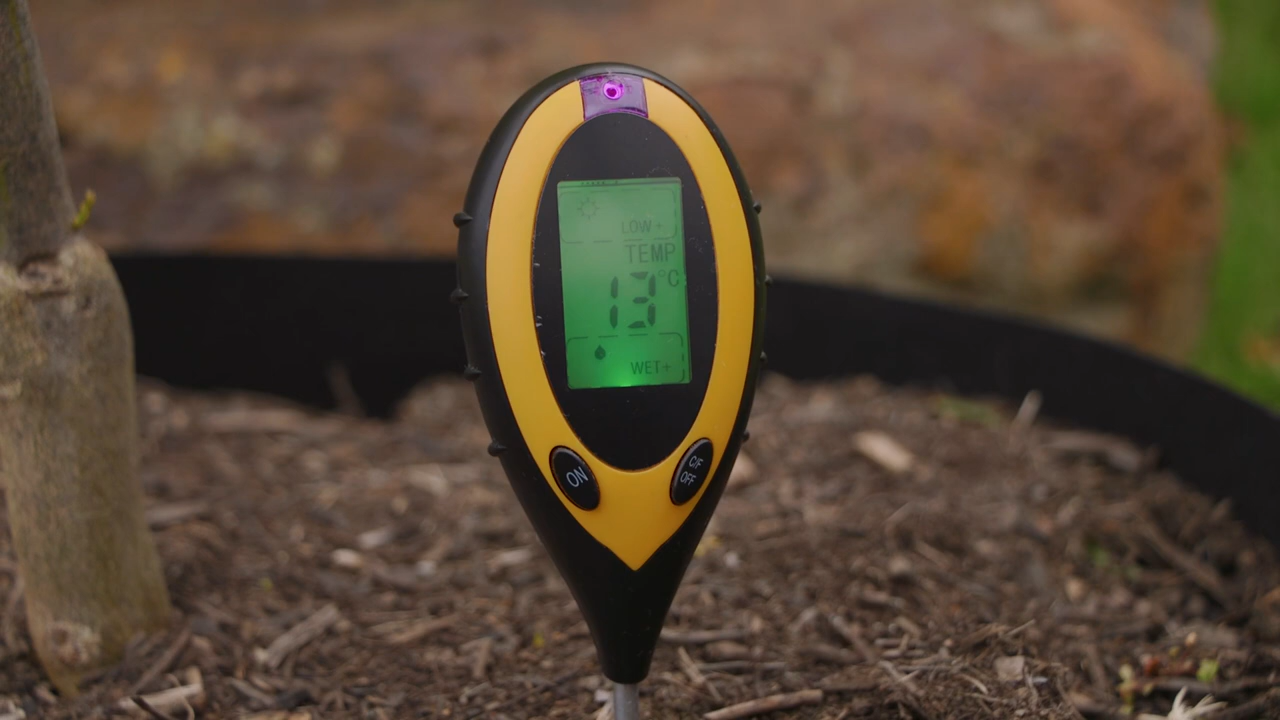 LOW+
TEMP
13°C
WET+
ON
C/F
OFF